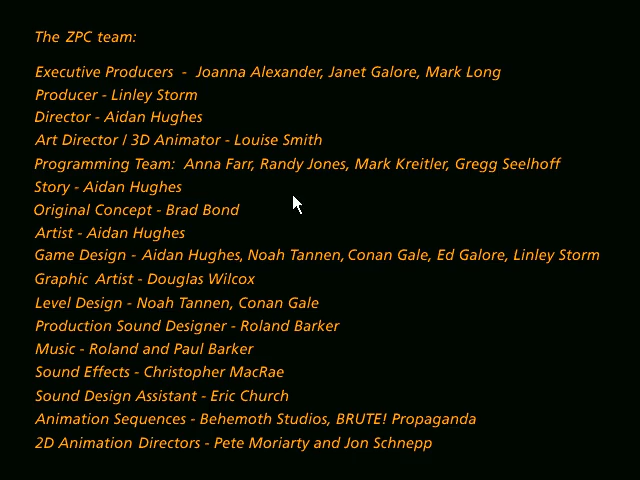 The ZPC team:
Executive Producers - Joanna Alexander, Janet Galore, Mark Long
Producer - Linley Storm
Director - Aidan Hughes
Art Director / 3D Animator - Louise Smith
Programming Team: Anna Farr, Randy Jones, Mark Kreitler, Gregg Seelhoff
Story - Aidan Hughes
Original Concept - Brad Bond
Artist - Aidan Hughes
Game Design - Aidan Hughes, Noah Tannen, Conan Gale, Ed Galore, Linley Storm
Graphic Artist - Douglas Wilcox
Level Design - Noah Tannen, Conan Gale
Production Sound Designer - Roland Barker
Music - Roland and Paul Barker
Sound Effects - Christopher MacRae
Sound Design Assistant - Eric Church
Animation Sequences - Behemoth Studios, BRUTE! Propaganda
2D Animation Directors - Pete Moriarty and Jon Schnepp